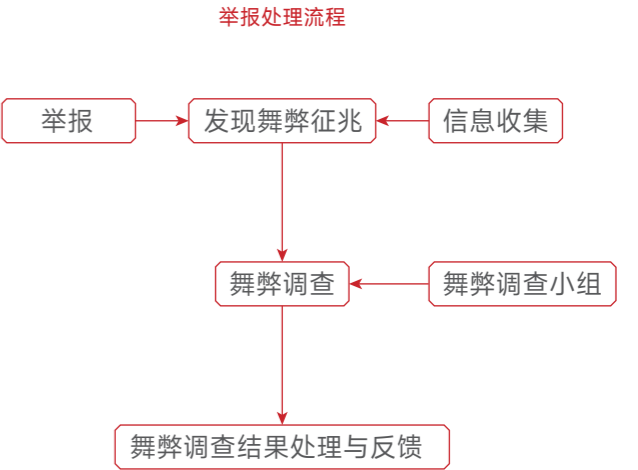 举报处理流程
举报
发现舞弊征兆
信息收集
舞弊调查
舞弊调查小组
舞弊调查结果处理与反馈